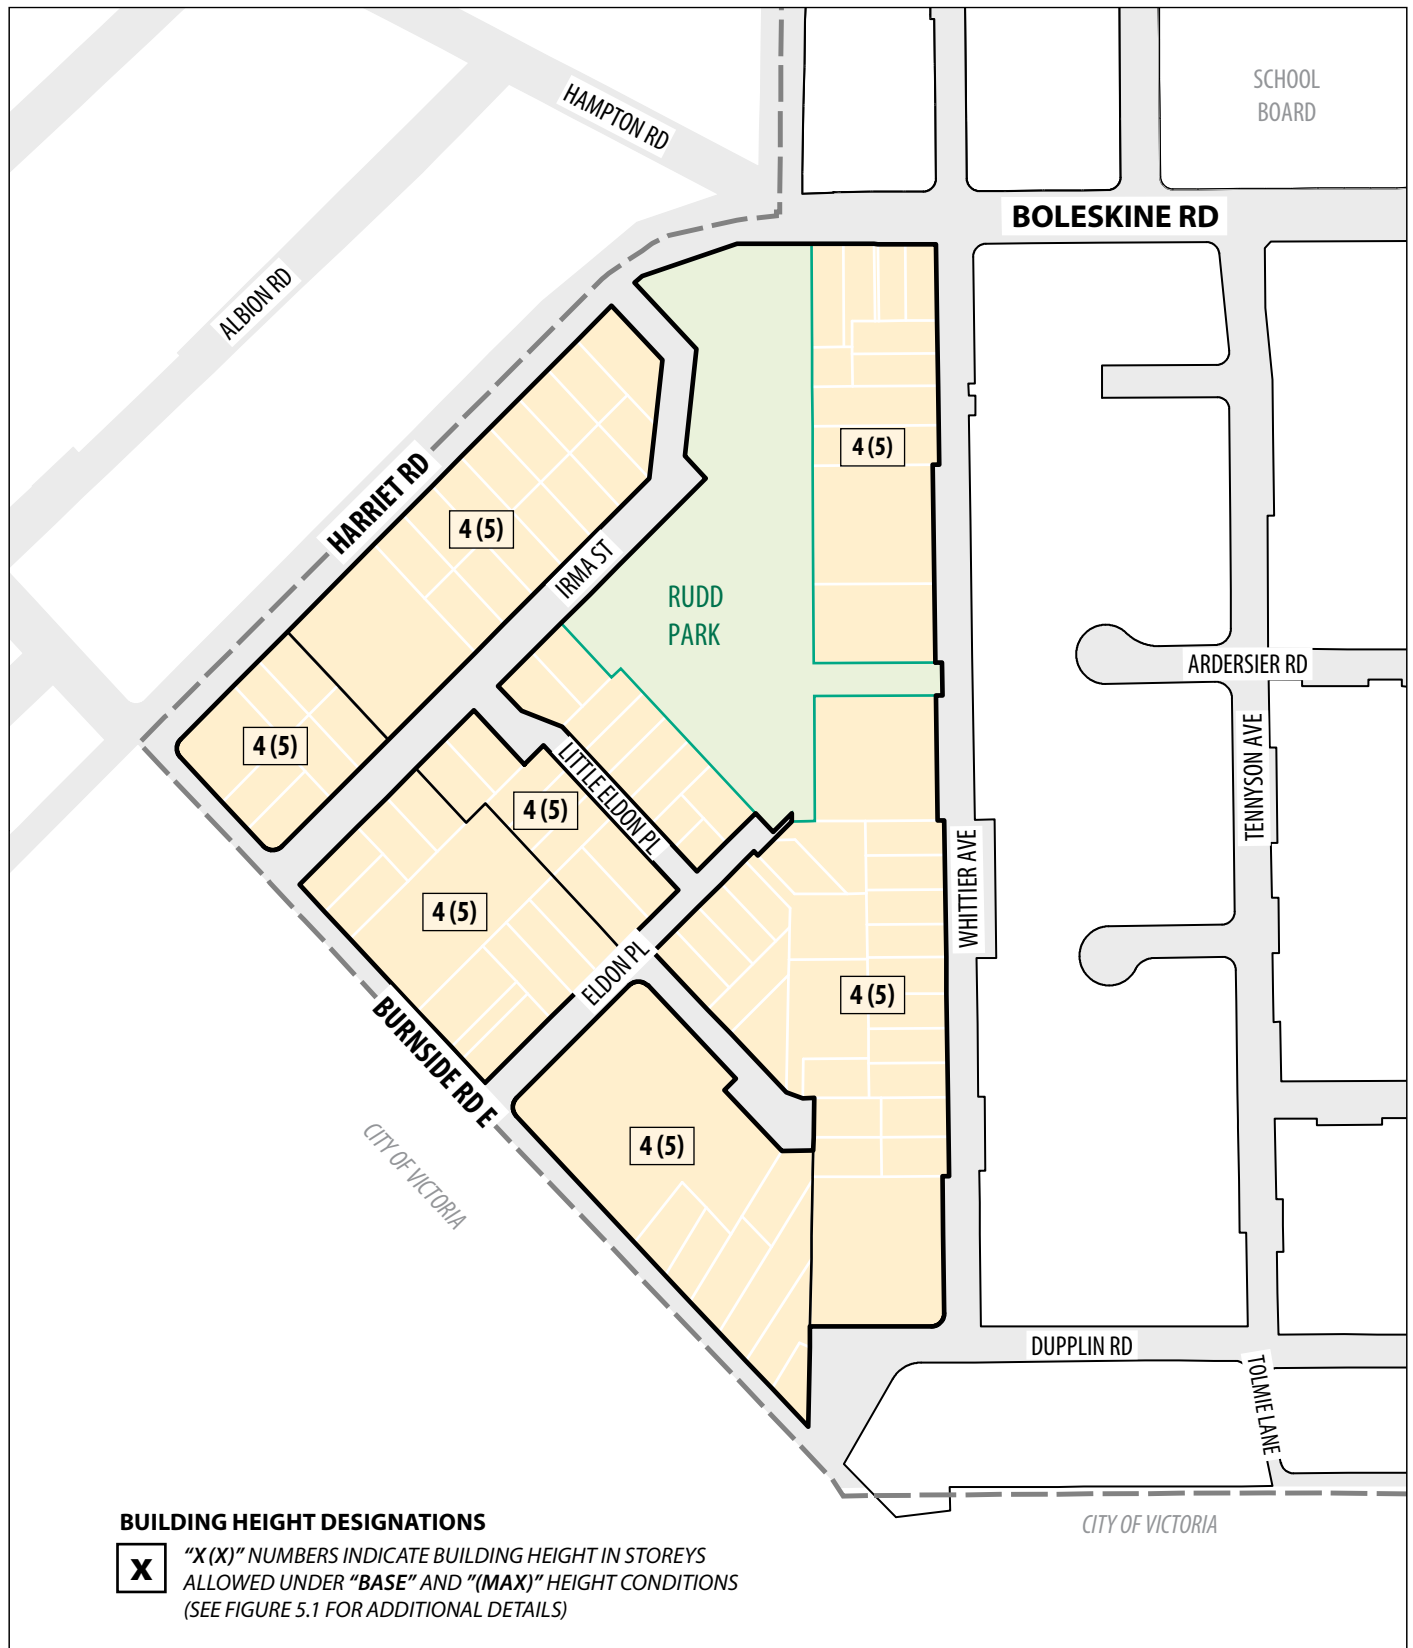 SCHOOL
BOARD
HAMPTON RD
BOLESKINE RD
ALBION RD
4 (5)
HARRIET RD
4 (5)
IRMA ST
RUDD
PARK
ARDERSIER RD
4 (5)
TENNYSON AVE
LITTLE ELDON PL
4 (5)
WHITTIER AVE
4 (5)
ELDON PL
4 (5)
BURNSIDE RD E
4 (5)
CITY OF VICTORIA
DUPPLIN RD
TOLMIE LANE
CITY OF VICTORIA
BUILDING HEIGHT DESIGNATIONS
X
“X (X)” NUMBERS INDICATE BUILDING HEIGHT IN STOREYS
ALLOWED UNDER “BASE” AND ”(MAX)” HEIGHT CONDITIONS
(SEE FIGURE 5.1 FOR ADDITIONAL DETAILS)